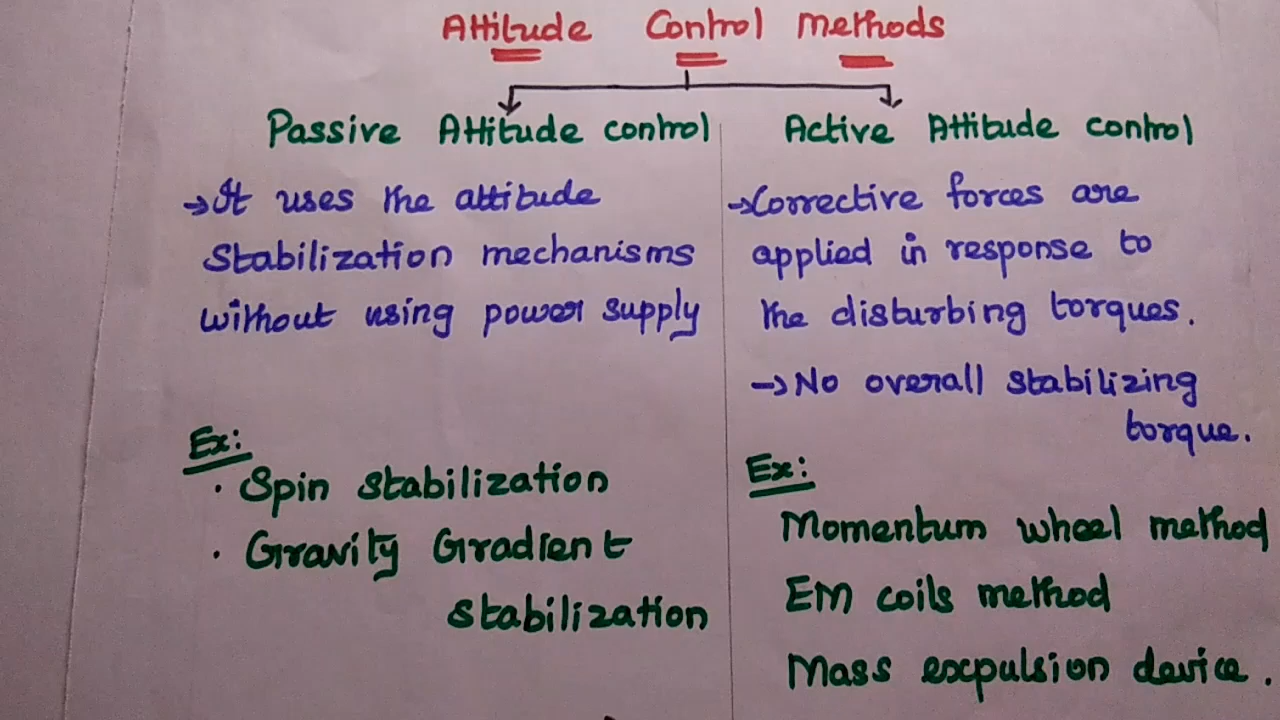 Attitude Control Methods
Passive Attitude control
→It uses the attitude
Stabilization mechanisms
without using power supply
Ex:
· Spin stabilization
· Gravity Gradient
stabilization
Active Attitude control
→Corrective forces are
applied in response to
the disturbing torques.
→No overall stabilizing
torque.
Ex:
Momentum wheel method
EM coils method
Mass expulsion device.